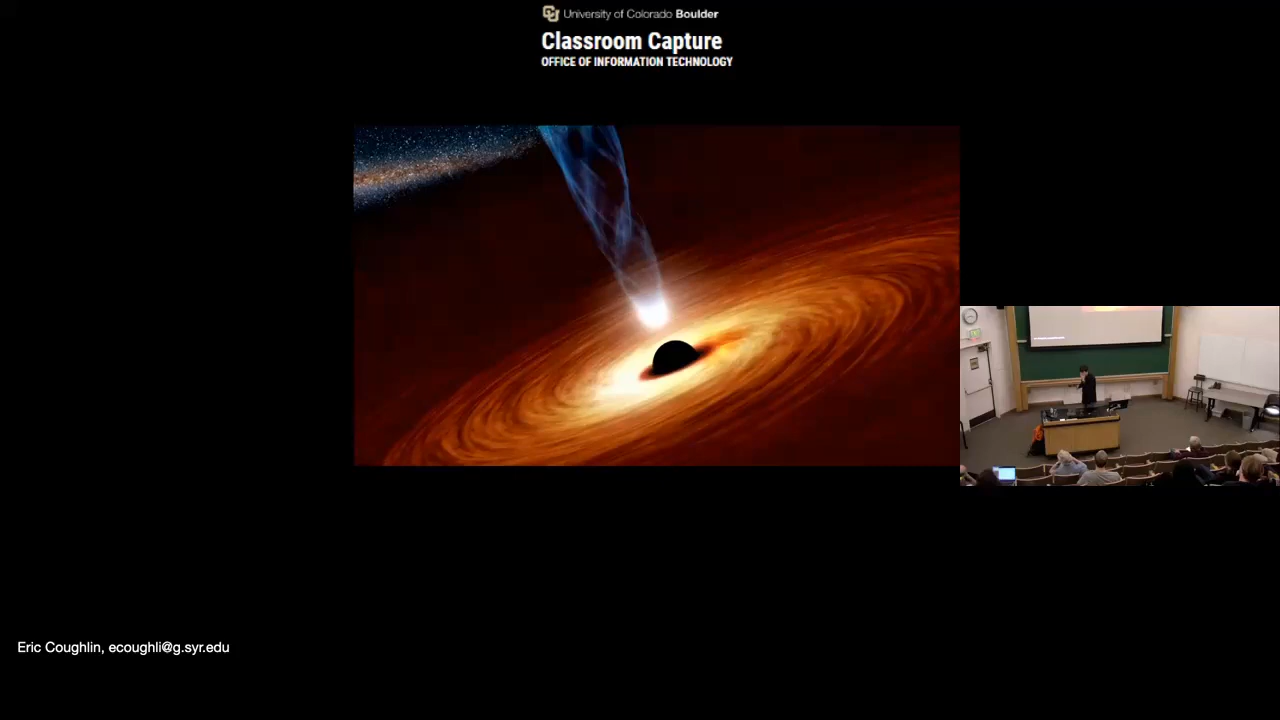 University of Colorado Boulder
Classroom Capture
OFFICE OF INFORMATION TECHNOLOGY
Eric Coughlin, ecoughli@g.syr.edu